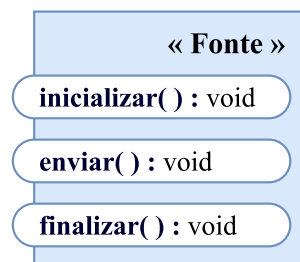 « Fonte »
inicializar( ) : void
enviar( ) : void
finalizar( ) : void